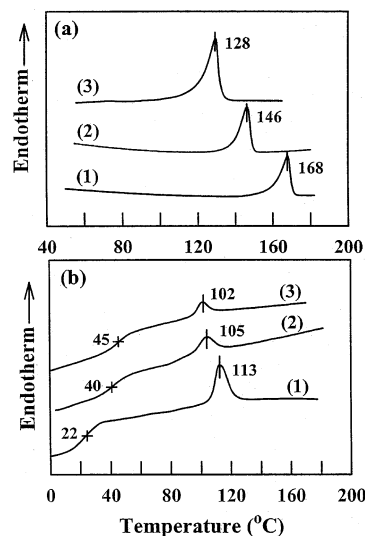 (a)
Endotherm
128
(3)
146
(2)
168
(1)
40 80 120 160 200
(b)
Endotherm
102
(3)
45
105
(2)
40
113
(1)
22
0 40 80 120 160 200
Temperature (°C)